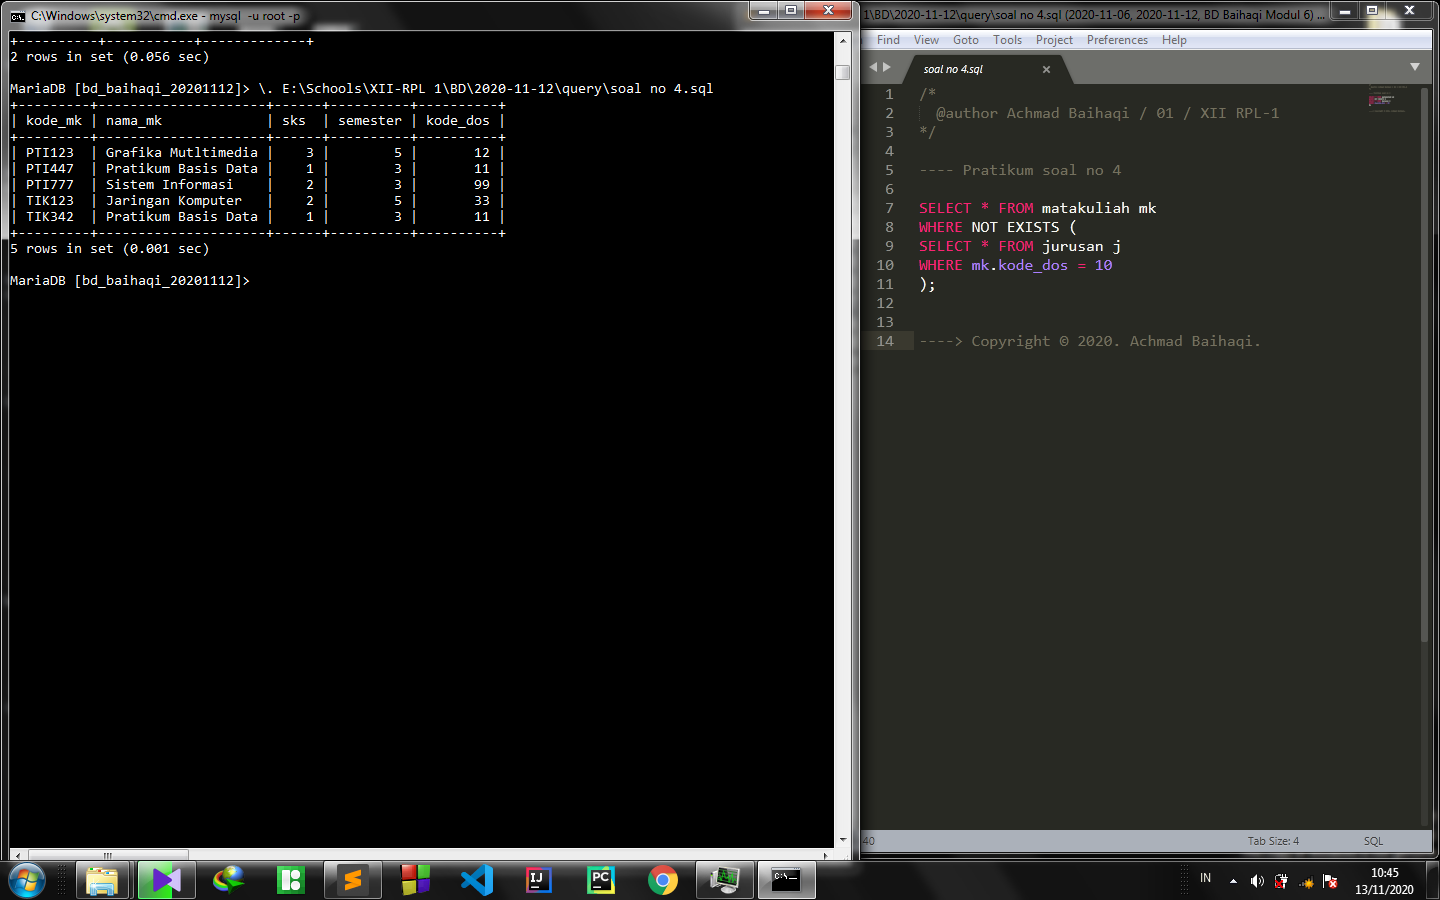 C:\Windows\system32\cmd.exe - mysql -u root -p
+----------+-----------+-------------+
2 rows in set (0.056 sec)
MariaDB [bd_baihaqi_20201112]> \. E:\Schools\XII-RPL 1\BD\2020-11-12\query\soal no 4.sql
+---------+---------------------+------+----------+----------+
| kode_mk | nama_mk | sks | semester | kode_dos |
+---------+---------------------+------+----------+----------+
| PTI123 | Grafika Mutltimedia | 3 | 5 | 12 |
| PTI447 | Pratikum Basis Data | 1 | 3 | 11 |
| PTI777 | Sistem Informasi | 2 | 3 | 99 |
| TIK123 | Jaringan Komputer | 2 | 5 | 33 |
| TIK342 | Pratikum Basis Data | 1 | 3 | 11 |
+---------+---------------------+------+----------+----------+
5 rows in set (0.001 sec)
MariaDB [bd_baihaqi_20201112]>
1\BD\2020-11-12\query\soal no 4.sql (2020-11-06, 2020-11-12, BD Baihaqi Modul 6) ...
Find View Goto Tools Project Preferences Help
soal no 4.sql
1 /*
2 @author Achmad Baihaqi / 01 / XII RPL-1
3 */
4
5 ---- Pratikum soal no 4
6
7 SELECT * FROM matakuliah mk
8 WHERE NOT EXISTS (
9 SELECT * FROM jurusan j
10 WHERE mk.kode_dos = 10
11 );
12
13
14 ----> Copyright © 2020. Achmad Baihaqi.
40 Tab Size: 4 SQL
IJ
PC
IN
10:45
13/11/2020